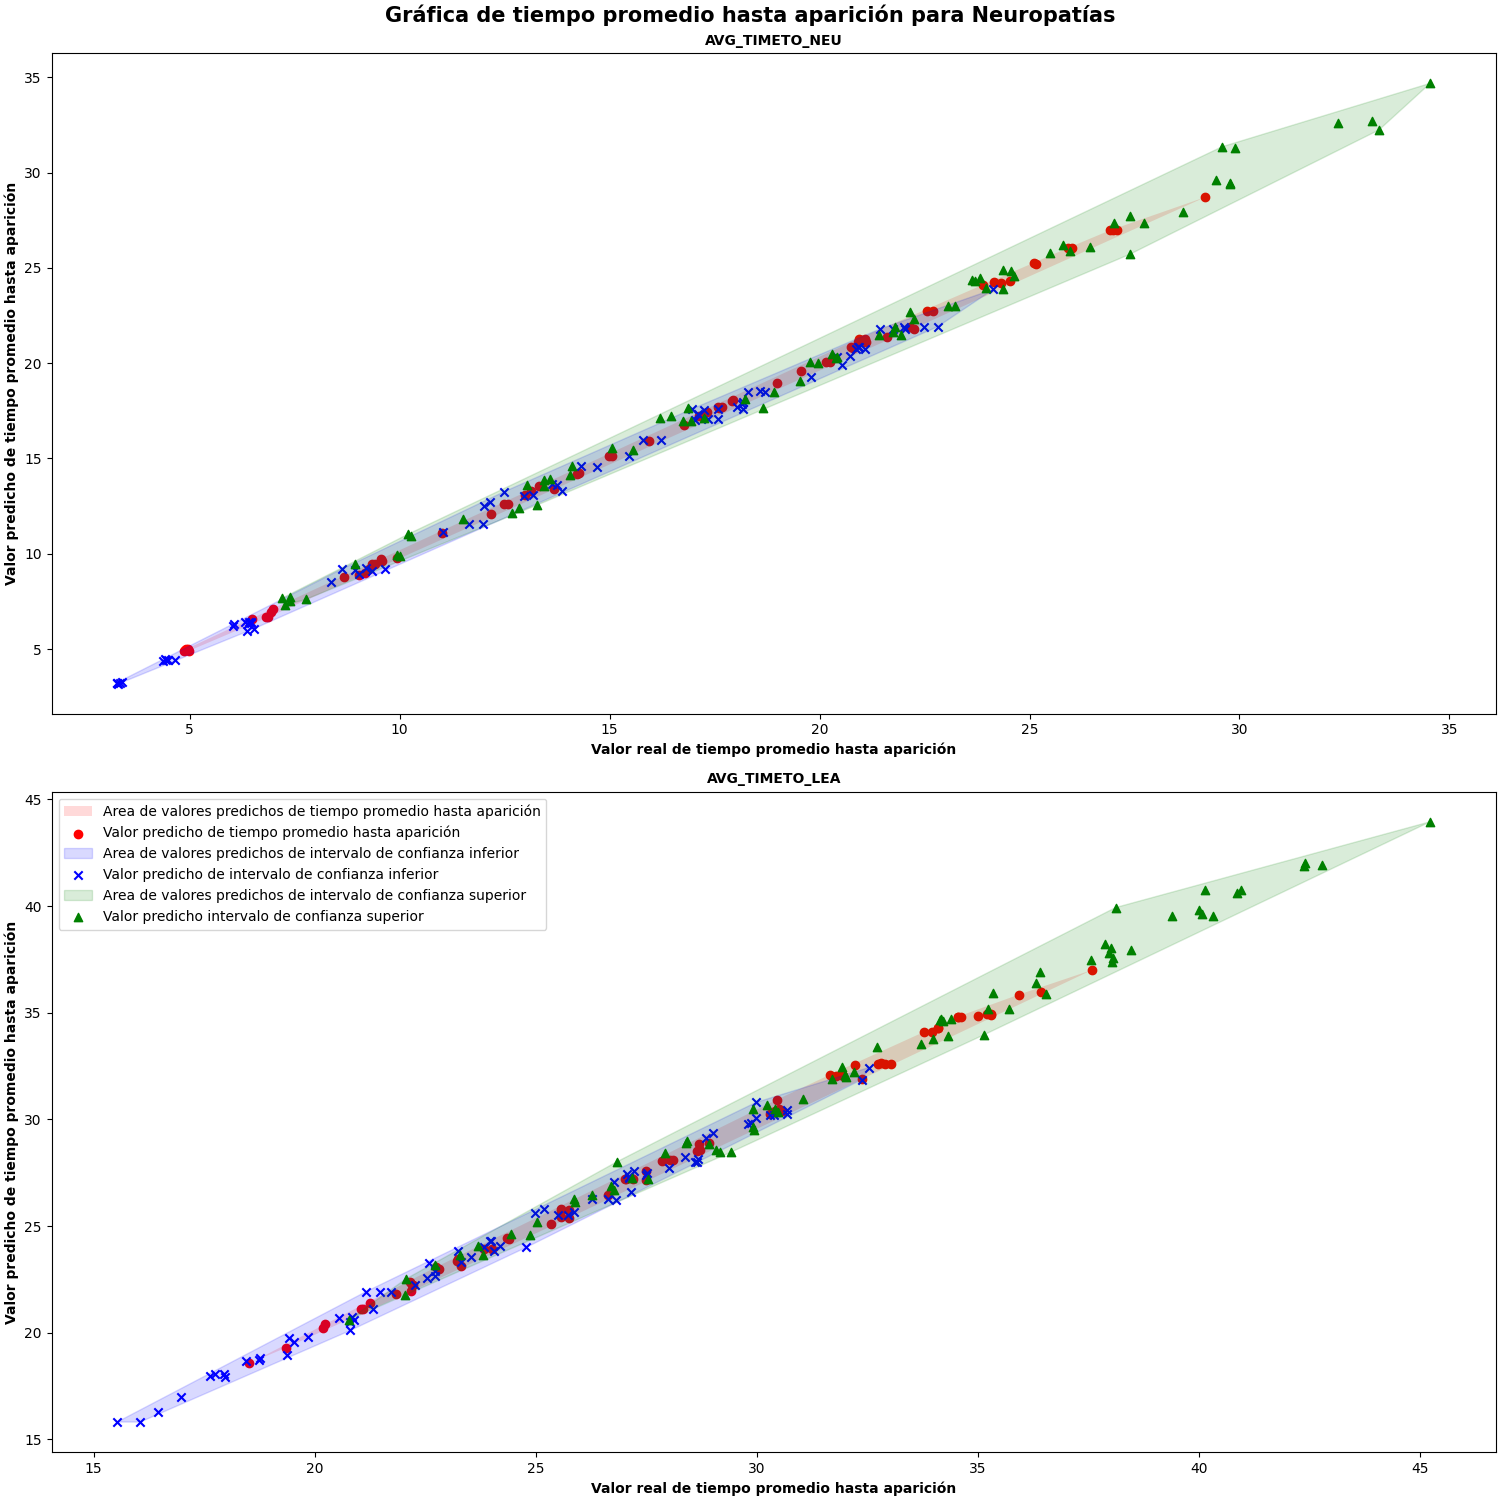 Gráfica de tiempo promedio hasta aparición para Neuropatías
AVG_TIMETO_NEU
Valor predicho de tiempo promedio hasta aparición
35
30
25
20
15
10
5
5
10
15
20
25
30
35
Valor real de tiempo promedio hasta aparición
AVG_TIMETO_LEA
Valor predicho de tiempo promedio hasta aparición
45
40
35
30
25
20
15
Area de valores predichos de tiempo promedio hasta aparición
Valor predicho de tiempo promedio hasta aparición
Area de valores predichos de intervalo de confianza inferior
Valor predicho de intervalo de confianza inferior
Area de valores predichos de intervalo de confianza superior
Valor predicho intervalo de confianza superior
15
20
25
30
35
40
45
Valor real de tiempo promedio hasta aparición